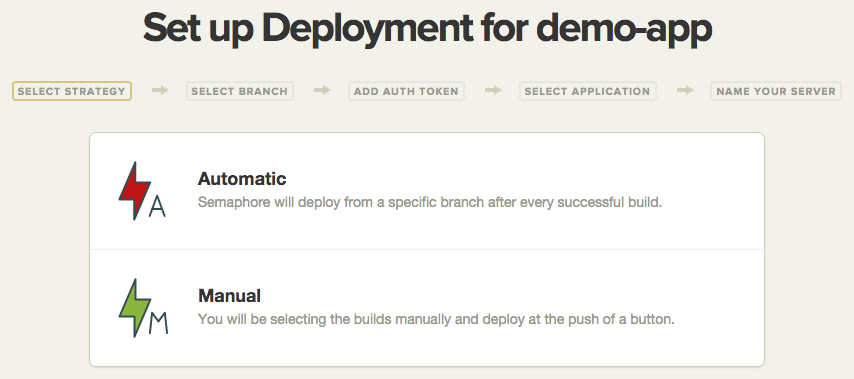 Set up Deployment for demo-app
SELECT STRATEGY
SELECT BRANCH
ADD AUTH TOKEN
SELECT APPLICATION
NAME YOUR SERVER
A
Automatic
Semaphore will deploy from a specific branch after every successful build.
M
Manual
You will be selecting the builds manually and deploy at the push of a button.